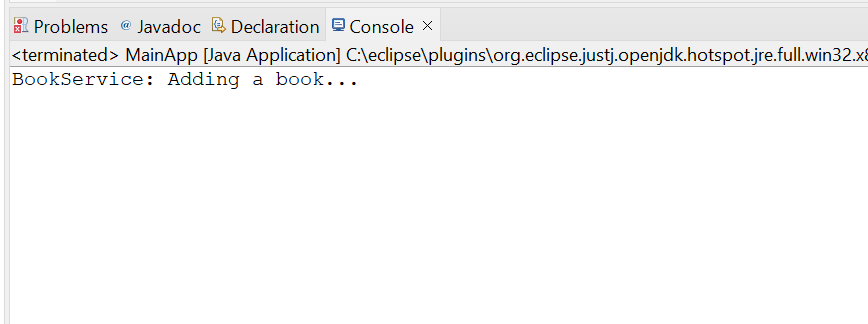 Problems @ Javadoc Declaration Console
<terminated> MainApp [Java Application] C:\eclipse\plugins\org.eclipse.justj.openjdk.hotspot.jre.full.win32.x8
BookService: Adding a book...